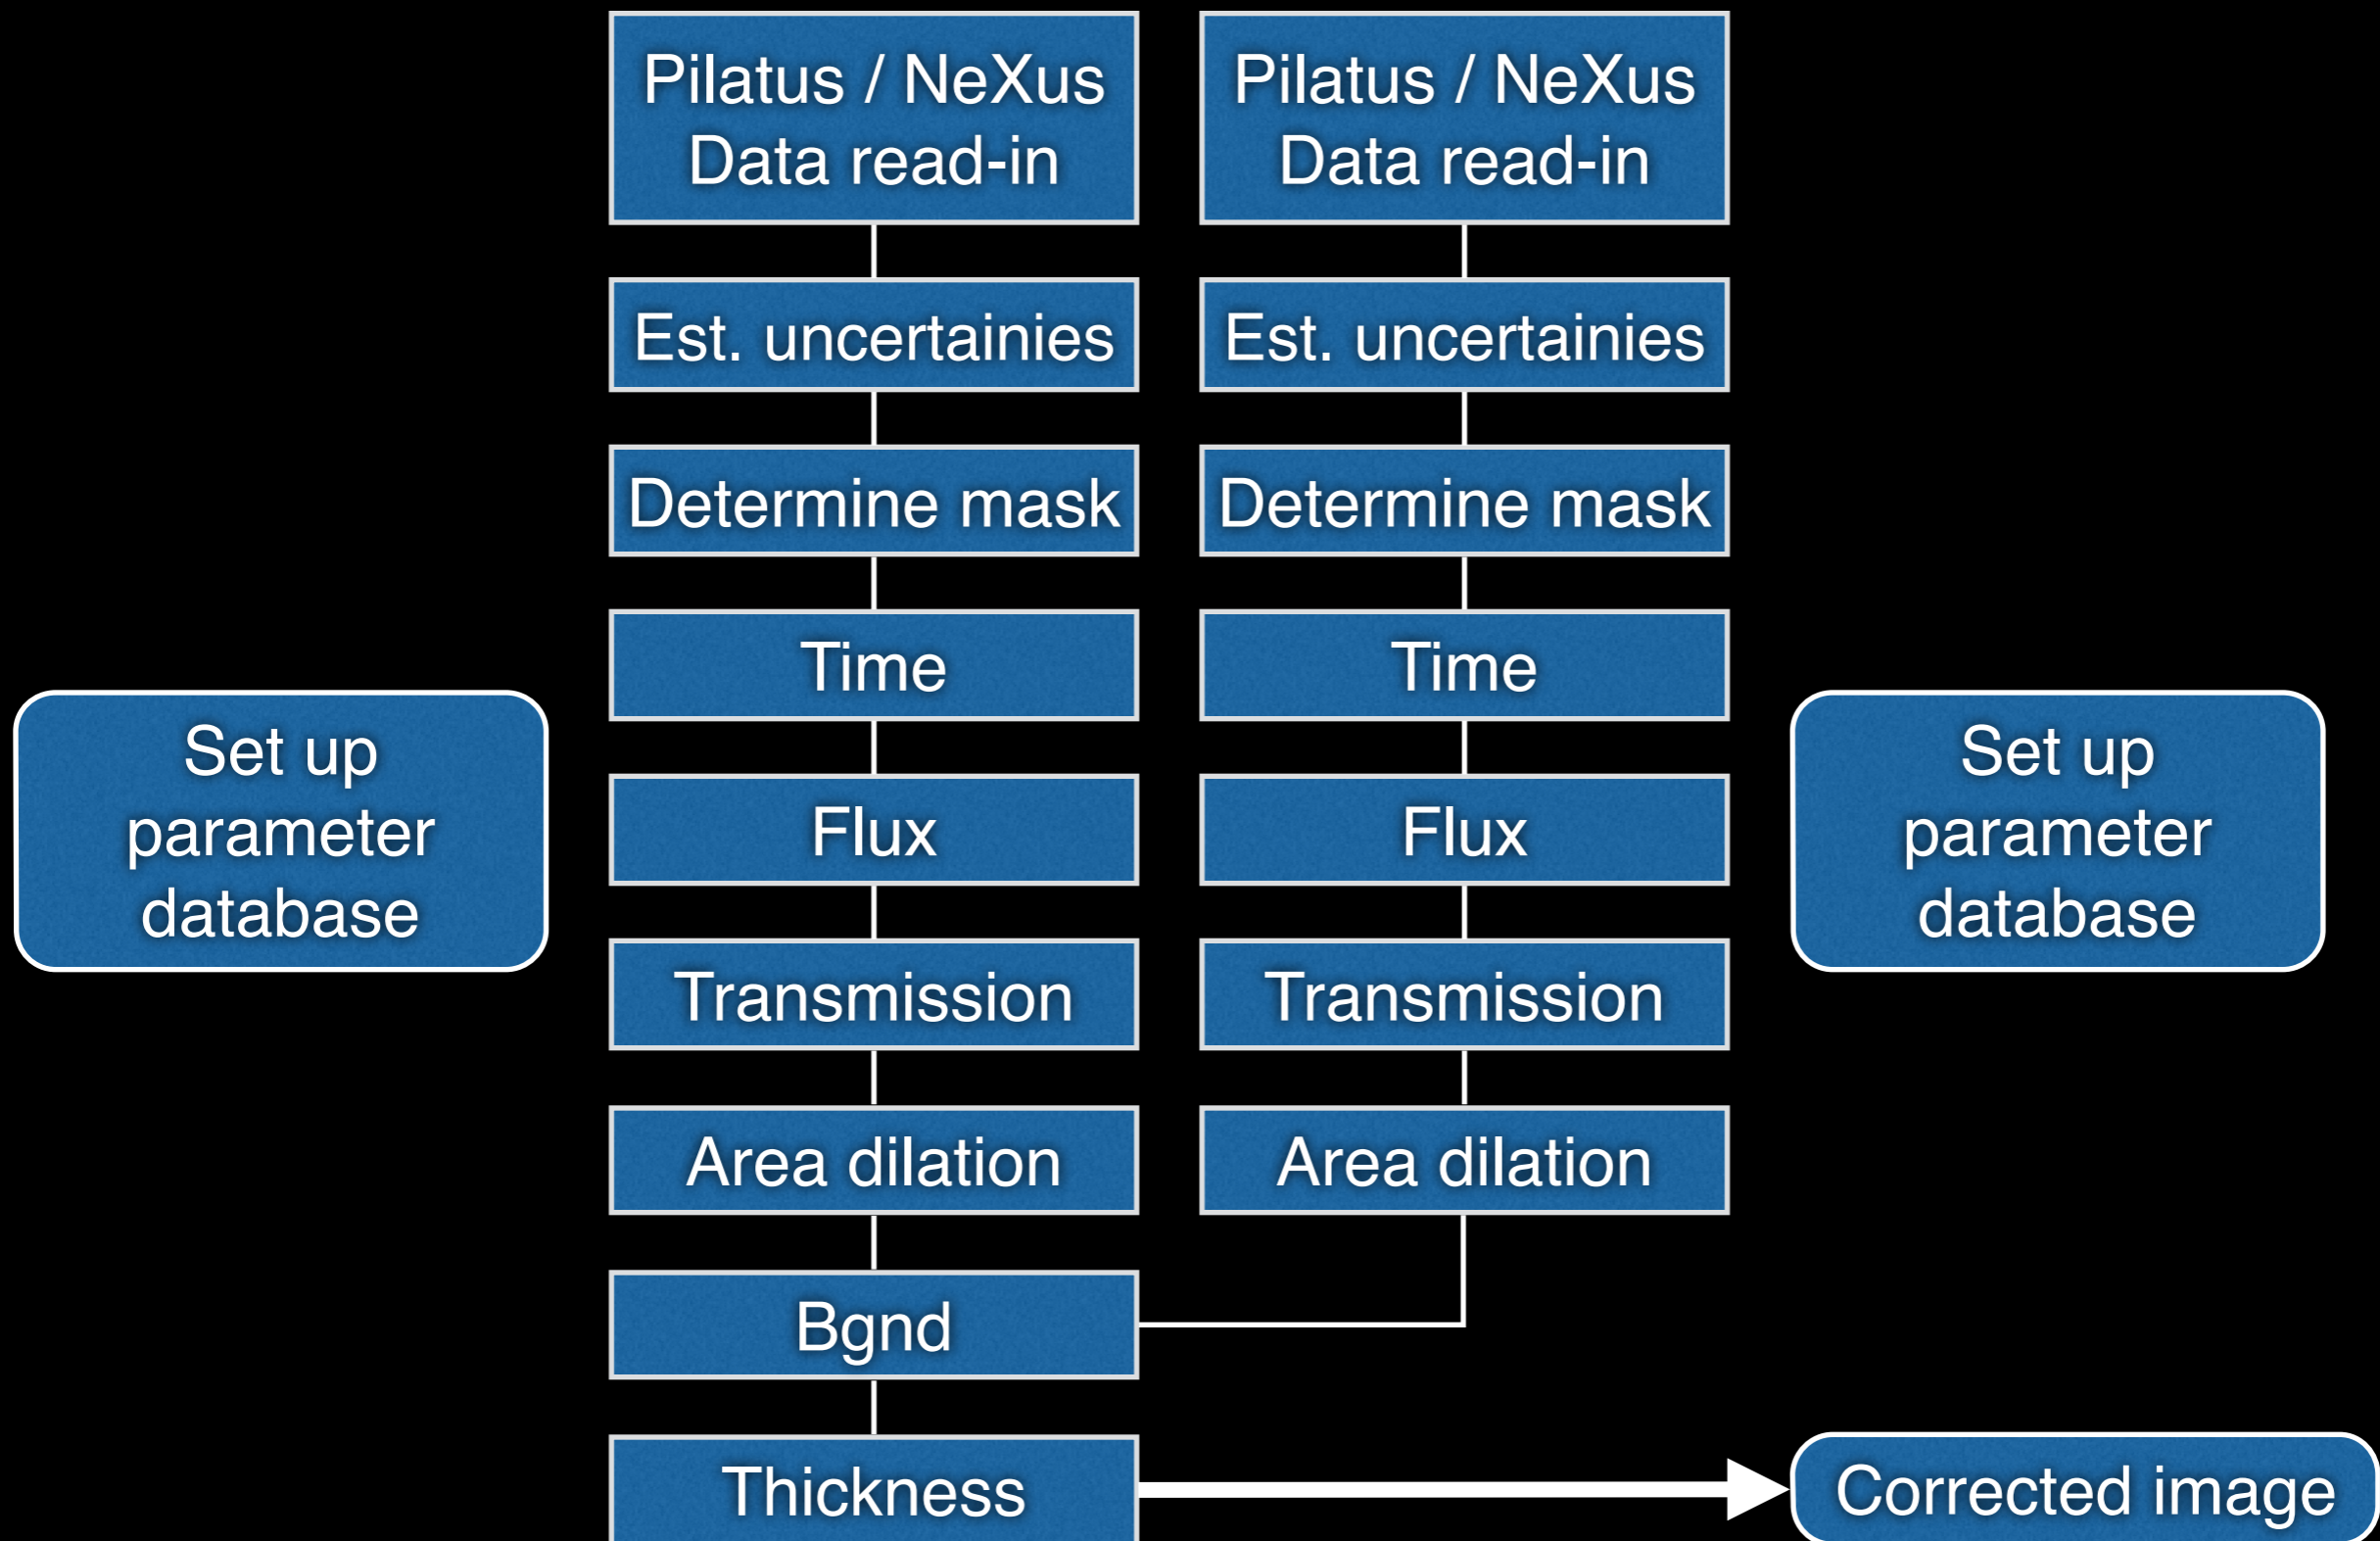 Pilatus / NeXus
Data read-in
Pilatus / NeXus
Data read-in
Est. uncertainies
Est. uncertainies
Determine mask
Determine mask
Time
Time
Set up
parameter
database
Flux
Flux
Set up
parameter
database
Transmission
Transmission
Area dilation
Area dilation
Bgnd
Thickness
Corrected image